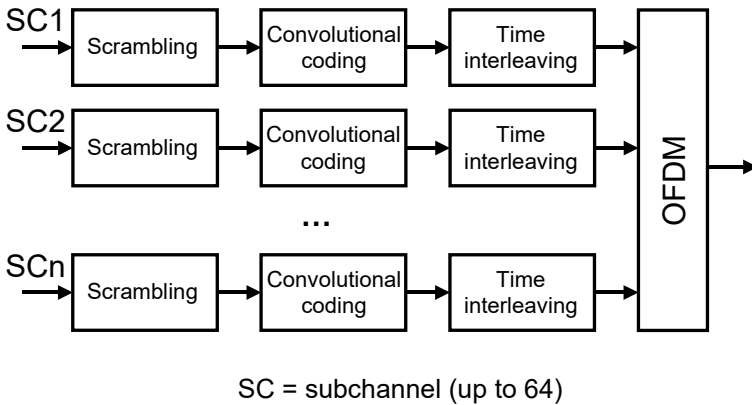 SC1
Scrambling
Convolutional
coding
Time
interleaving
SC2
Scrambling
Convolutional
coding
Time
interleaving
OFDM
...
SCn
Scrambling
Convolutional
coding
Time
interleaving
SC = subchannel (up to 64)